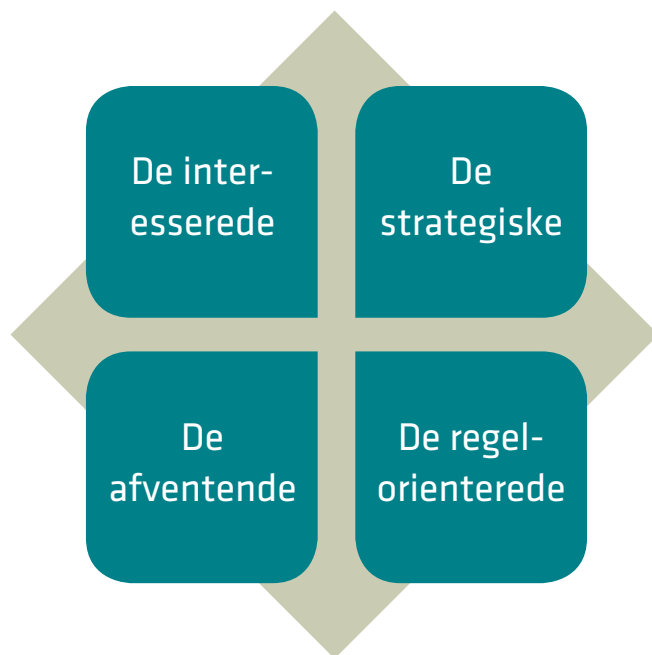 De inter-
esserede
De
strategiske
De
afventende
De regel-
orienterede